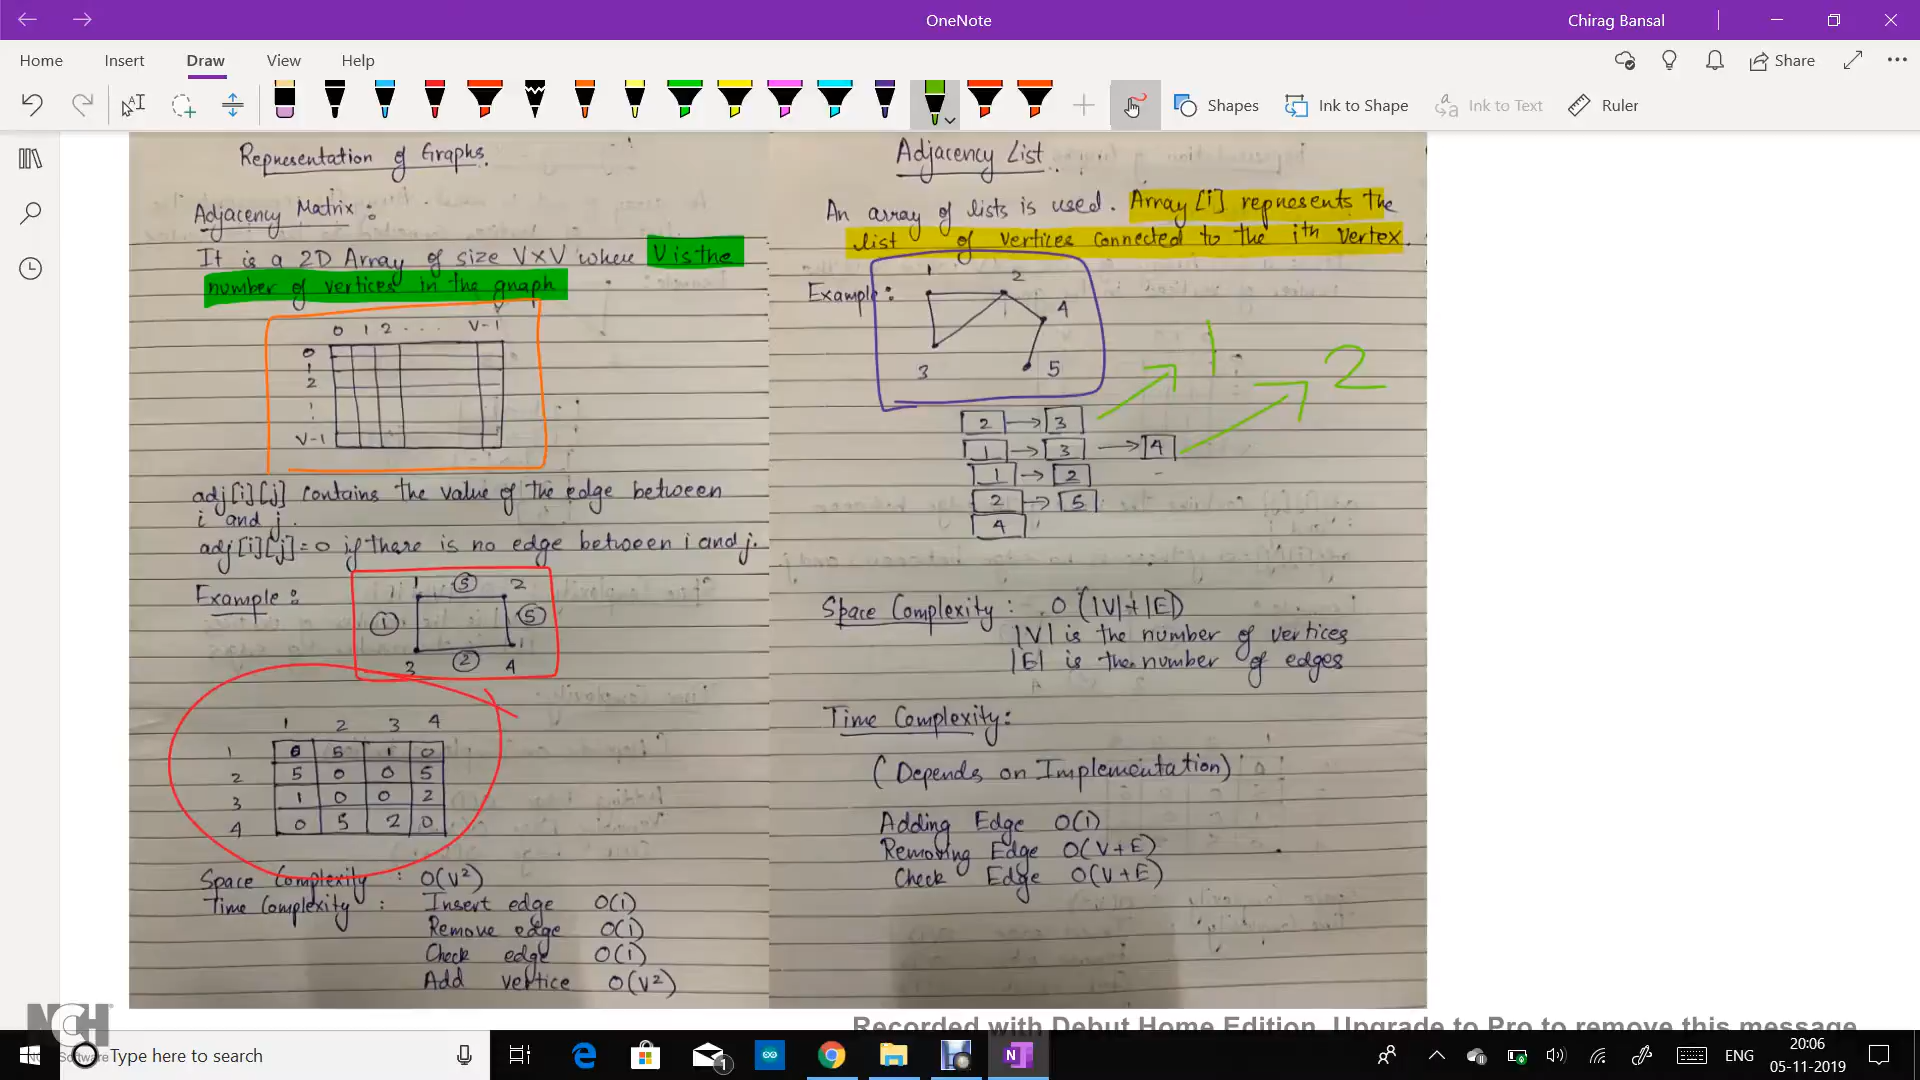 OneNote
Chirag Bansal
Home
Insert
Draw
View
Help
Share
Shapes
Ink to Shape
Ink to Text
Ruler
Representation of Graphs.
Adjacency Matrix :
It is a 2D Array of size V×V where V is the
number of vertices in the graph
0 1 2 . . . V-1
0
1
2
:
V-1
adj[i][j] contains the value of the edge between
i and j.
adj[i][j]=0 if there is no edge between i and j.
Example :
1 5 2
1 5
3 2 4
1 2 3 4
1 0 5 1 0
2 5 0 0 5
3 1 0 0 2
4 0 5 2 0
Space Complexity : O(V²)
Time Complexity : Insert edge O(1)
Remove edge O(1)
Check edge O(1)
Add vertice O(V²)
Adjacency List
An array of lists is used. Array[i] represents the
list of vertices connected to the ith vertex.
Example :
1 2
4
3 5
1
2
2 → 3
1 → 3 → 4
1 → 2
2 → 5
4
Space Complexity : O(|V|+|E|)
|V| is the number of vertices
|E| is the number of edges
Time Complexity:
(Depends on Implementation)
Adding Edge O(1)
Removing Edge O(V+E)
Check Edge O(V+E)
NCH
Software
Recorded with Debut Home Edition. Upgrade to Pro to remove this message
Type here to search
1
N
ENG
20:06
05-11-2019